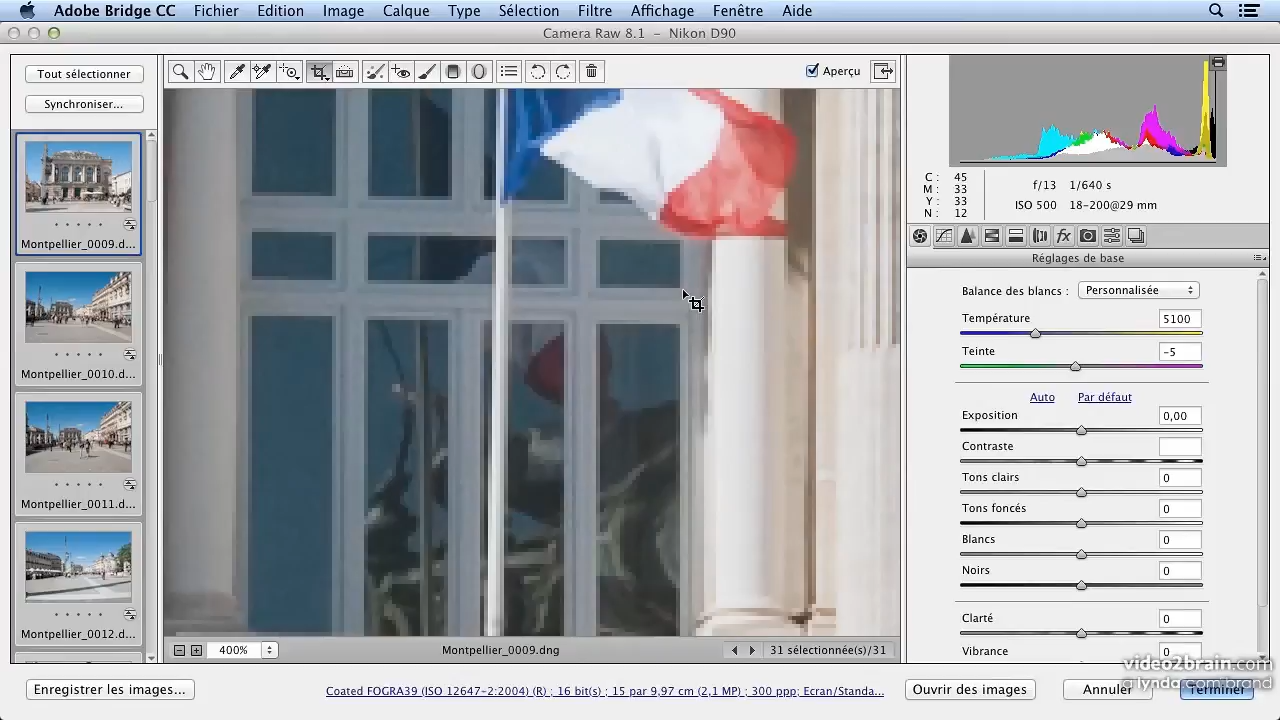 Adobe Bridge CC Fichier Edition Image Calque Type Sélection Filtre Affichage Fenêtre Aide
Camera Raw 8.1 - Nikon D90
Tout sélectionner
Synchroniser...
Aperçu
Montpellier_0009.d...
Montpellier_0010.d...
Montpellier_0011.d...
Montpellier_0012.d...
C : 45
M : 33
Y : 33
N : 12
f/13 1/640 s
ISO 500 18-200@29 mm
fx
Réglages de base
Balance des blancs : Personnalisée
Température 5100
Teinte -5
Auto Par défaut
Exposition 0,00
Contraste
Tons clairs 0
Tons foncés 0
Blancs 0
Noirs 0
Clarté 0
Vibrance 0
400% Montpellier_0009.dng 31 sélectionnée(s)/31
video2brain.com
a lynda.com brand
Enregistrer les images... Coated FOGRA39 (ISO 12647-2:2004) (R) ; 16 bit(s) ; 15 par 9,97 cm (2,1 MP) ; 300 ppp; Ecran/Standa... Ouvrir des images Annuler Terminer